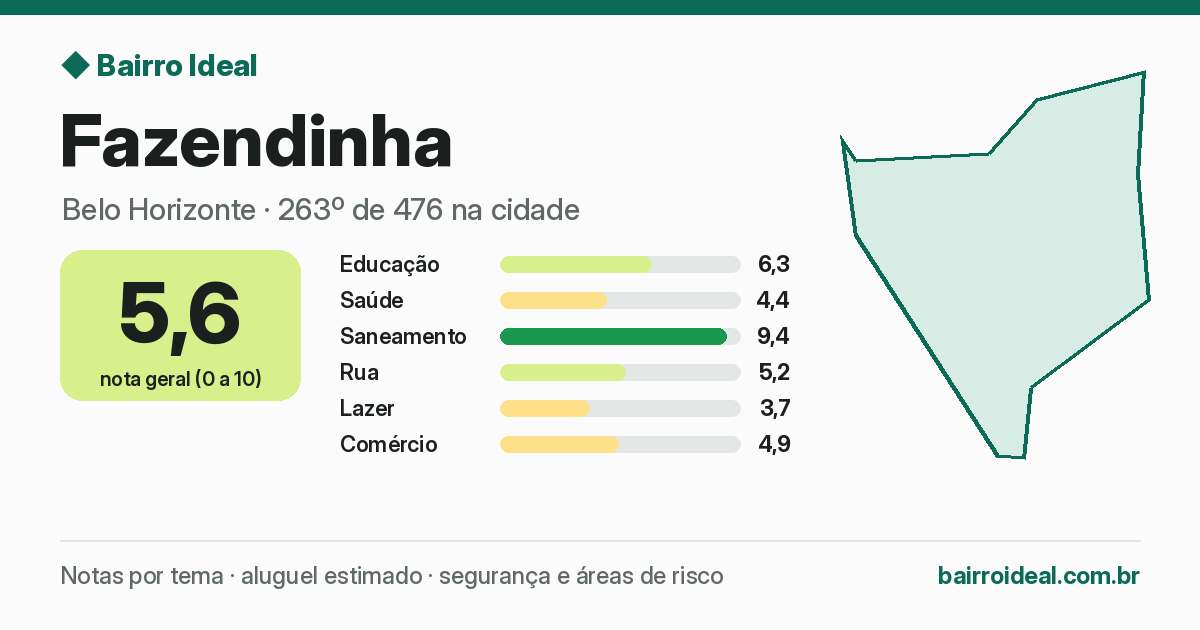 Bairro Ideal
Fazendinha
Belo Horizonte · 263º de 476 na cidade
5,6
nota geral (0 a 10)
Educação 6,3
Saúde 4,4
Saneamento 9,4
Rua 5,2
Lazer 3,7
Comércio 4,9
Notas por tema · aluguel estimado · segurança e áreas de risco
bairroideal.com.br